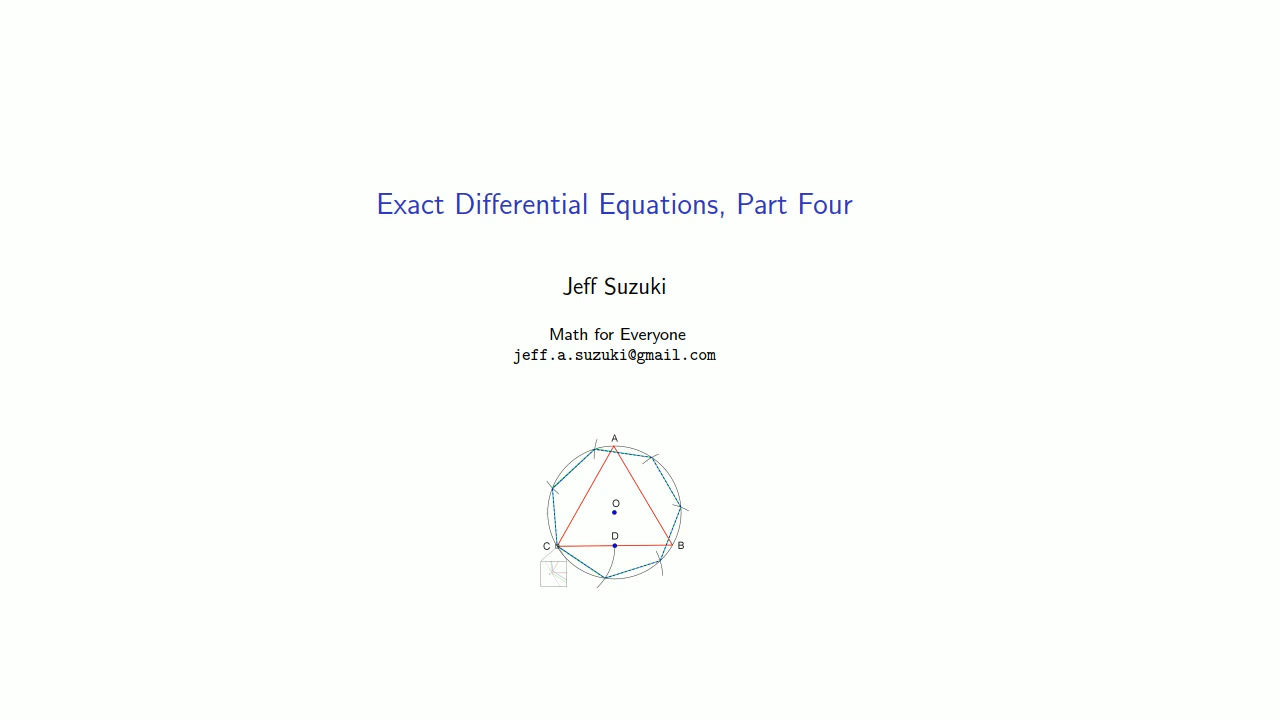 Exact Differential Equations, Part Four
Jeff Suzuki
Math for Everyone
jeff.a.suzuki@gmail.com
A
O
D
C
B